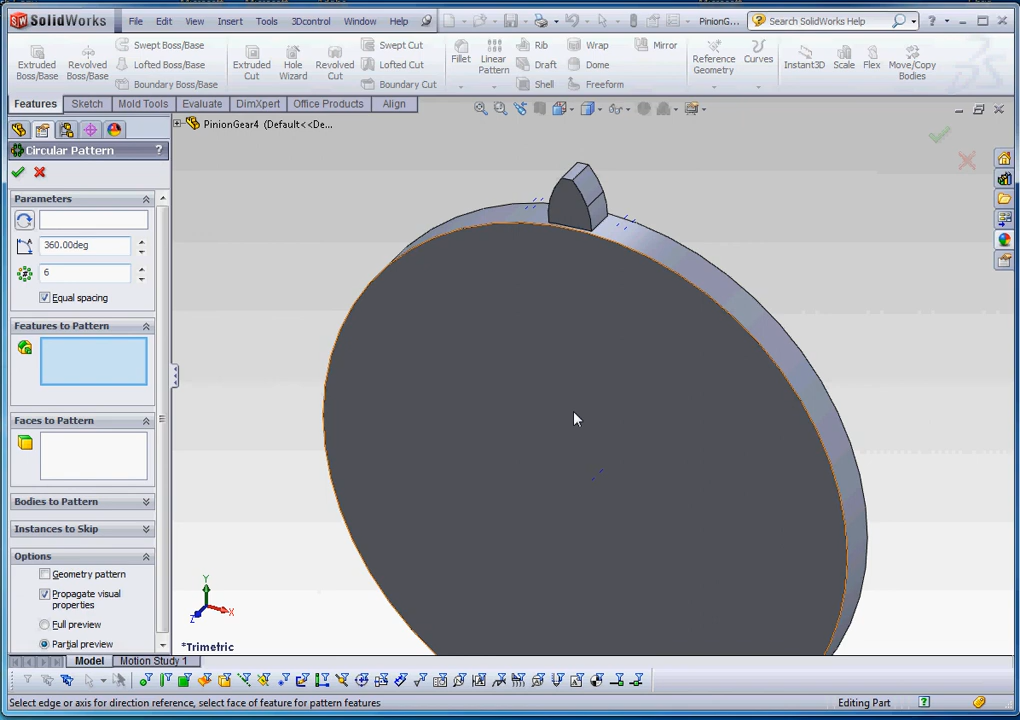 SolidWorks File Edit View Insert Tools 3Dcontrol Window Help PinionG... Search SolidWorks Help
Extruded Boss/Base Revolved Boss/Base Swept Boss/Base Lofted Boss/Base Boundary Boss/Base Extruded Cut Hole Wizard Revolved Cut Swept Cut Lofted Cut Boundary Cut Fillet Linear Pattern Rib Draft Shell Wrap Dome Freeform Mirror Reference Geometry Curves Instant3D Scale Flex Move/Copy Bodies
Features Sketch Mold Tools Evaluate DimXpert Office Products Align
PinionGear4 (Default<<De...
Circular Pattern ?
Parameters
360.00deg
6
Equal spacing
Features to Pattern
Faces to Pattern
Bodies to Pattern
Instances to Skip
Options
Geometry pattern
Propagate visual
properties
Full preview
Partial preview
Y
X
Z
*Trimetric
Model Motion Study 1
Select edge or axis for direction reference, select face of feature for pattern features Editing Part ?